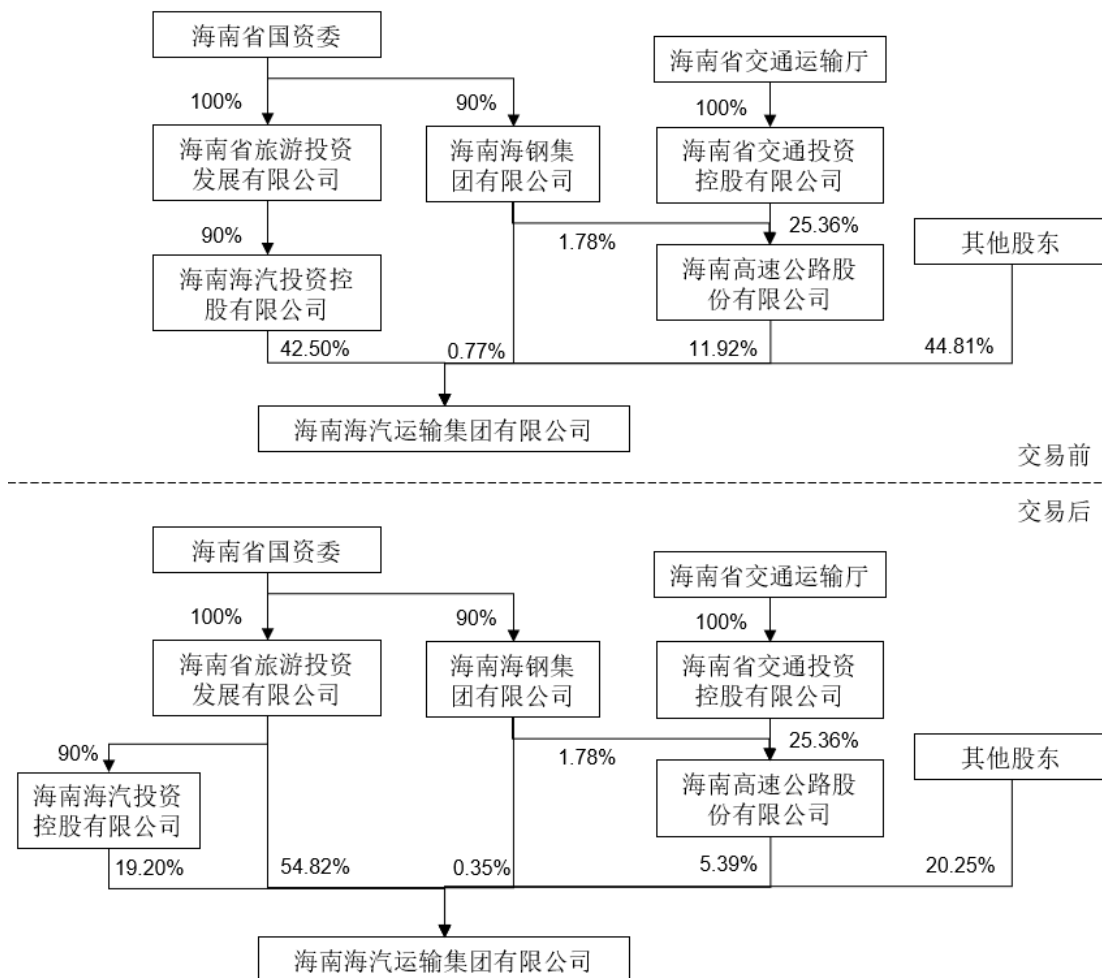 海南省国资委
海南省交通运输厅
100%
90%
100%
海南省旅游投资
发展有限公司
海南海钢集
团有限公司
海南省交通投资
控股有限公司
90%
1.78%
25.36%
其他股东
海南海汽投资控
股有限公司
海南高速公路股
份有限公司
42.50%
0.77%
11.92%
44.81%
海南海汽运输集团有限公司
交易前
交易后
海南省国资委
海南省交通运输厅
100%
90%
100%
海南省旅游投资
发展有限公司
海南海钢集
团有限公司
海南省交通投资
控股有限公司
90%
1.78%
25.36%
其他股东
海南海汽投资
控股有限公司
海南高速公路股
份有限公司
19.20%
54.82%
0.35%
5.39%
20.25%
海南海汽运输集团有限公司